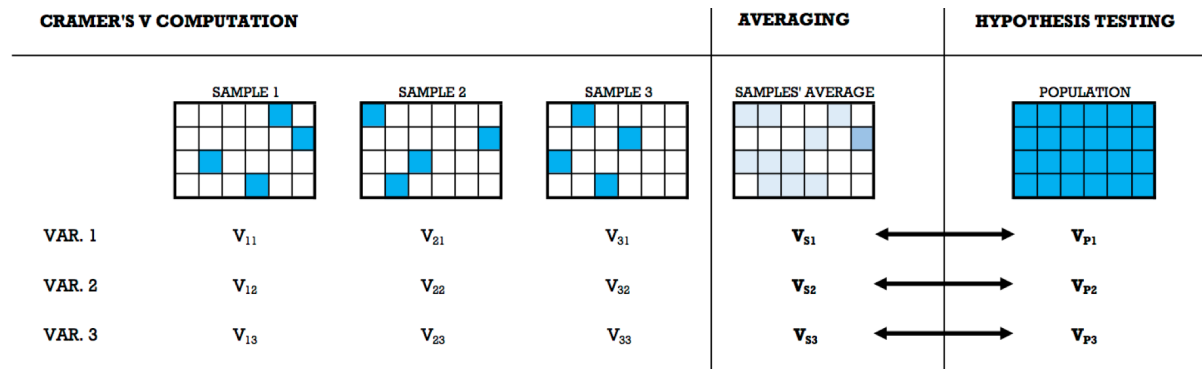 CRAMER'S V COMPUTATION AVERAGING HYPOTHESIS TESTING
SAMPLE 1 SAMPLE 2 SAMPLE 3 SAMPLES' AVERAGE POPULATION
VAR. 1 V11 V21 V31 VS1 VP1
VAR. 2 V12 V22 V32 VS2 VP2
VAR. 3 V13 V23 V33 VS3 VP3